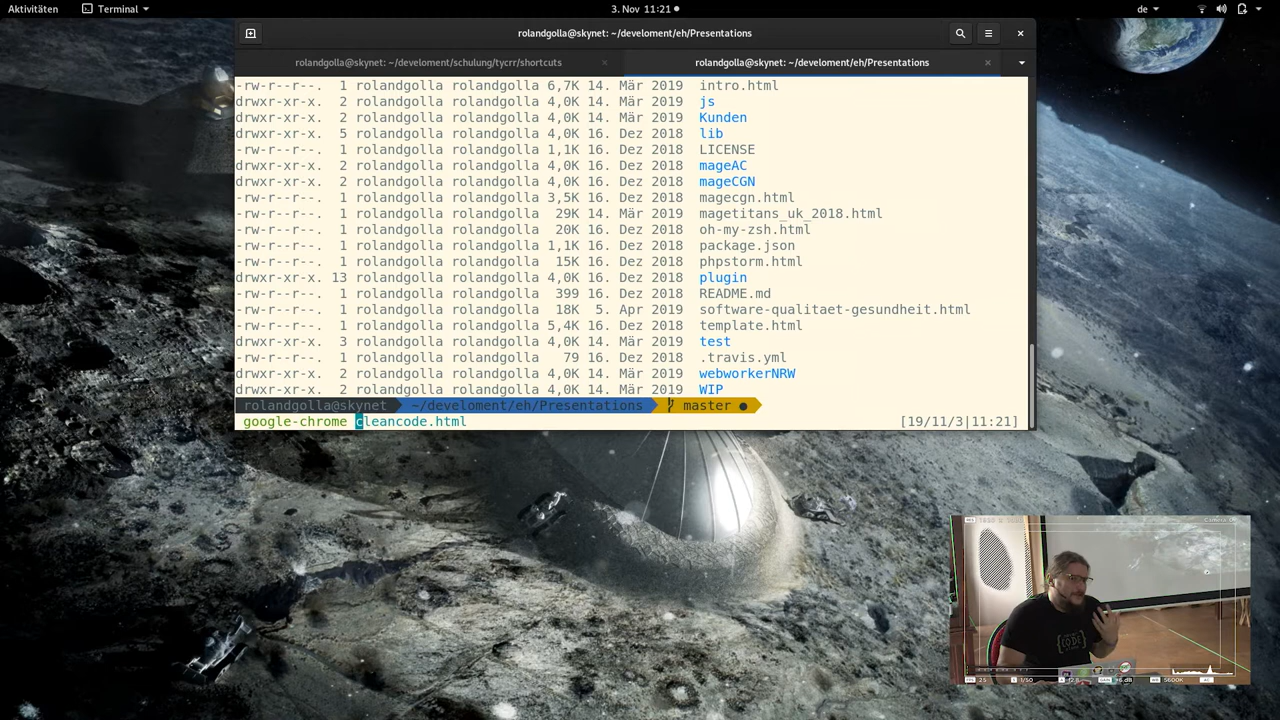 Aktivitäten Terminal 3. Nov 11:21 de
rolandgolla@skynet: ~/develoment/eh/Presentations
rolandgolla@skynet: ~/develoment/schulung/tycrr/shortcuts rolandgolla@skynet: ~/develoment/eh/Presentations
-rw-r--r--. 1 rolandgolla rolandgolla 6,7K 14. Mär 2019 intro.html
drwxr-xr-x. 2 rolandgolla rolandgolla 4,0K 14. Mär 2019 js
drwxr-xr-x. 2 rolandgolla rolandgolla 4,0K 14. Mär 2019 Kunden
drwxr-xr-x. 5 rolandgolla rolandgolla 4,0K 16. Dez 2018 lib
-rw-r--r--. 1 rolandgolla rolandgolla 1,1K 16. Dez 2018 LICENSE
drwxr-xr-x. 2 rolandgolla rolandgolla 4,0K 16. Dez 2018 mageAC
drwxr-xr-x. 2 rolandgolla rolandgolla 4,0K 16. Dez 2018 mageCGN
-rw-r--r--. 1 rolandgolla rolandgolla 3,5K 16. Dez 2018 magecgn.html
-rw-r--r--. 1 rolandgolla rolandgolla 29K 14. Mär 2019 magetitans_uk_2018.html
-rw-r--r--. 1 rolandgolla rolandgolla 20K 16. Dez 2018 oh-my-zsh.html
-rw-r--r--. 1 rolandgolla rolandgolla 1,1K 16. Dez 2018 package.json
-rw-r--r--. 1 rolandgolla rolandgolla 15K 16. Dez 2018 phpstorm.html
drwxr-xr-x. 13 rolandgolla rolandgolla 4,0K 16. Dez 2018 plugin
-rw-r--r--. 1 rolandgolla rolandgolla 399 16. Dez 2018 README.md
-rw-r--r--. 1 rolandgolla rolandgolla 18K 5. Apr 2019 software-qualitaet-gesundheit.html
-rw-r--r--. 1 rolandgolla rolandgolla 5,4K 16. Dez 2018 template.html
drwxr-xr-x. 3 rolandgolla rolandgolla 4,0K 16. Dez 2018 test
-rw-r--r--. 1 rolandgolla rolandgolla 79 16. Dez 2018 .travis.yml
drwxr-xr-x. 2 rolandgolla rolandgolla 4,0K 14. Mär 2019 webworkerNRW
drwxr-xr-x. 2 rolandgolla rolandgolla 4,0K 14. Mär 2019 WIP
rolandgolla@skynet ~/develoment/eh/Presentations master ●
google-chrome cleancode.html [19/11/3|11:21]
{CODE}
25 1/50 5600K